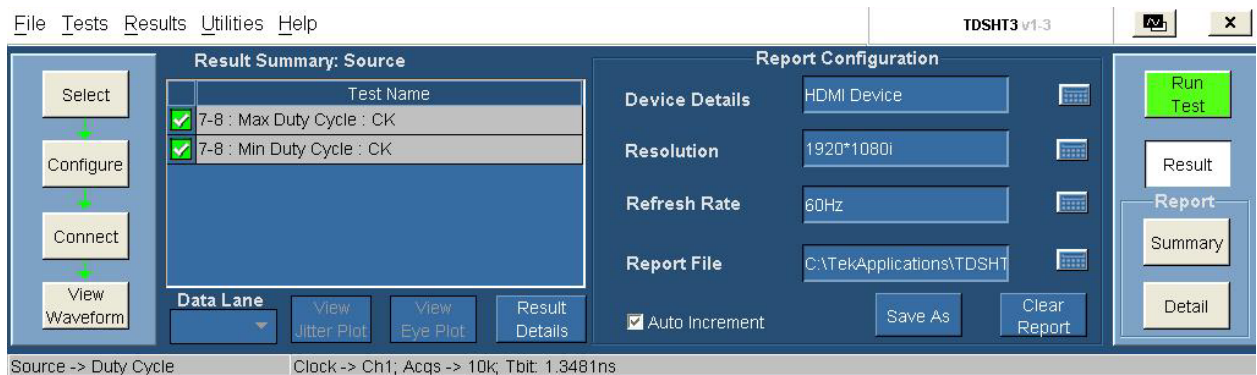 File Tests Results Utilities Help
TDSHT3 v1-3
x
Select
Configure
Connect
View
Waveform
Result Summary: Source
Test Name
7-8 : Max Duty Cycle : CK
7-8 : Min Duty Cycle : CK
Data Lane
View
Jitter Plot
View
Eye Plot
Result
Details
Report Configuration
Device Details
HDMI Device
Resolution
1920*1080i
Refresh Rate
60Hz
Report File
C:\TekApplications\TDSHT
Auto Increment
Save As
Clear
Report
Run
Test
Result
Report
Summary
Detail
Source -> Duty Cycle
Clock -> Ch1; Acqs -> 10k; Tbit: 1.3481ns